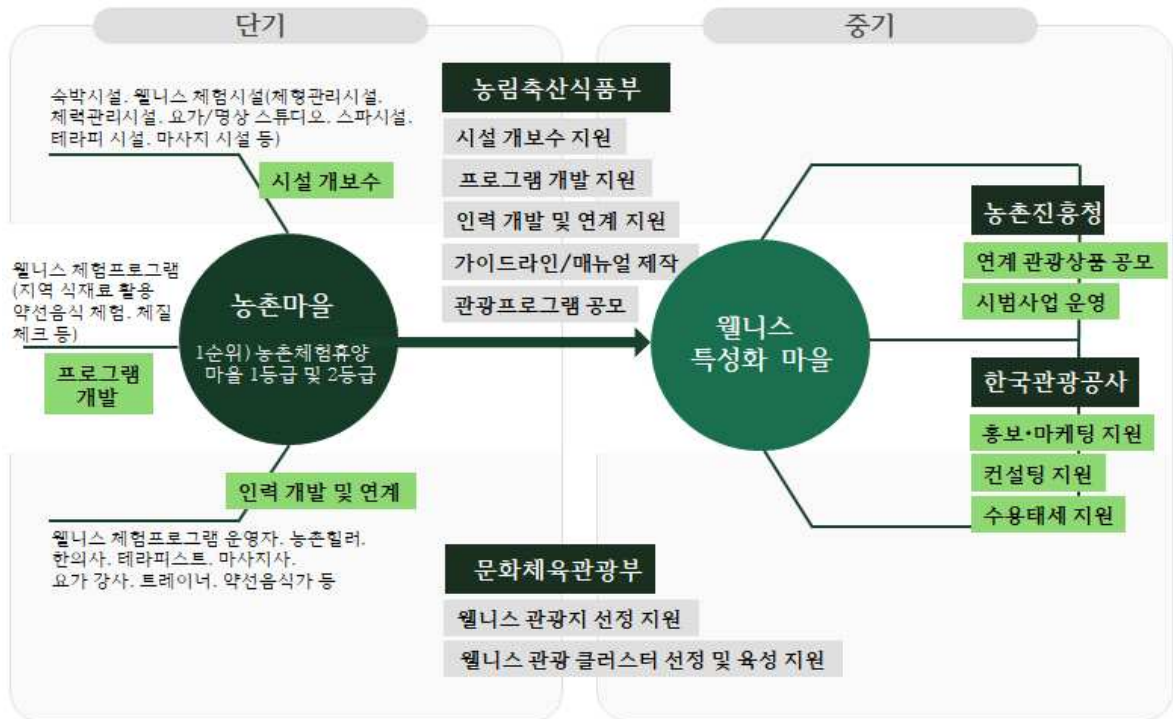 단기
중기
숙박시설. 웰니스 체험시설(체형관리시설.
체력관리시설. 요가/명상 스튜디오. 스파시설.
테라피 시설. 마사지 시설 등)
시설 개보수
웰니스 체험프로그램
(지역 식재료 활용
약선음식 체험. 체질
체크 등)
프로그램
개발
농촌마을
1순위) 농촌체험휴양
마을 1등급 및 2등급
인력 개발 및 연계
웰니스 체험프로그램 운영자. 농촌힐러.
한의사. 테라피스트. 마사지사.
요가 강사. 트레이너. 약선음식가 등
농림축산식품부
시설 개보수 지원
프로그램 개발 지원
인력 개발 및 연계 지원
가이드라인/매뉴얼 제작
관광프로그램 공모
문화체육관광부
웰니스 관광지 선정 지원
웰니스 관광 클러스터 선정 및 육성 지원
웰니스
특성화 마을
농촌진흥청
연계 관광상품 공모
시범사업 운영
한국관광공사
홍보•마케팅 지원
컨설팅 지원
수용태세 지원